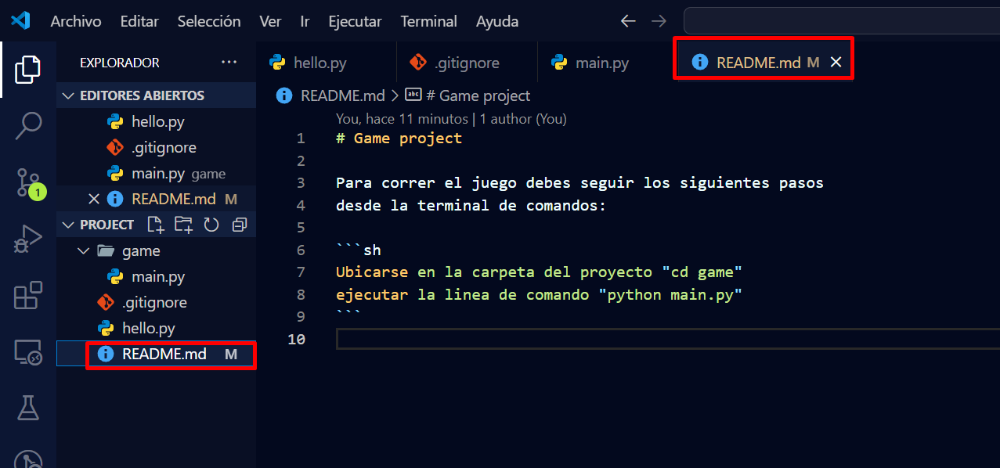 Archivo Editar Selección Ver Ir Ejecutar Terminal Ayuda
EXPLORADOR ···
EDITORES ABIERTOS
hello.py
.gitignore
main.py game
README.md M
PROJECT
game
main.py
.gitignore
hello.py
README.md M
1
hello.py .gitignore main.py README.md M
README.md > # Game project
You, hace 11 minutos | 1 author (You)
1 # Game project
2
3 Para correr el juego debes seguir los siguientes pasos
4 desde la terminal de comandos:
5
6 ```sh
7 Ubicarse en la carpeta del proyecto "cd game"
8 ejecutar la linea de comando "python main.py"
9 ```
10